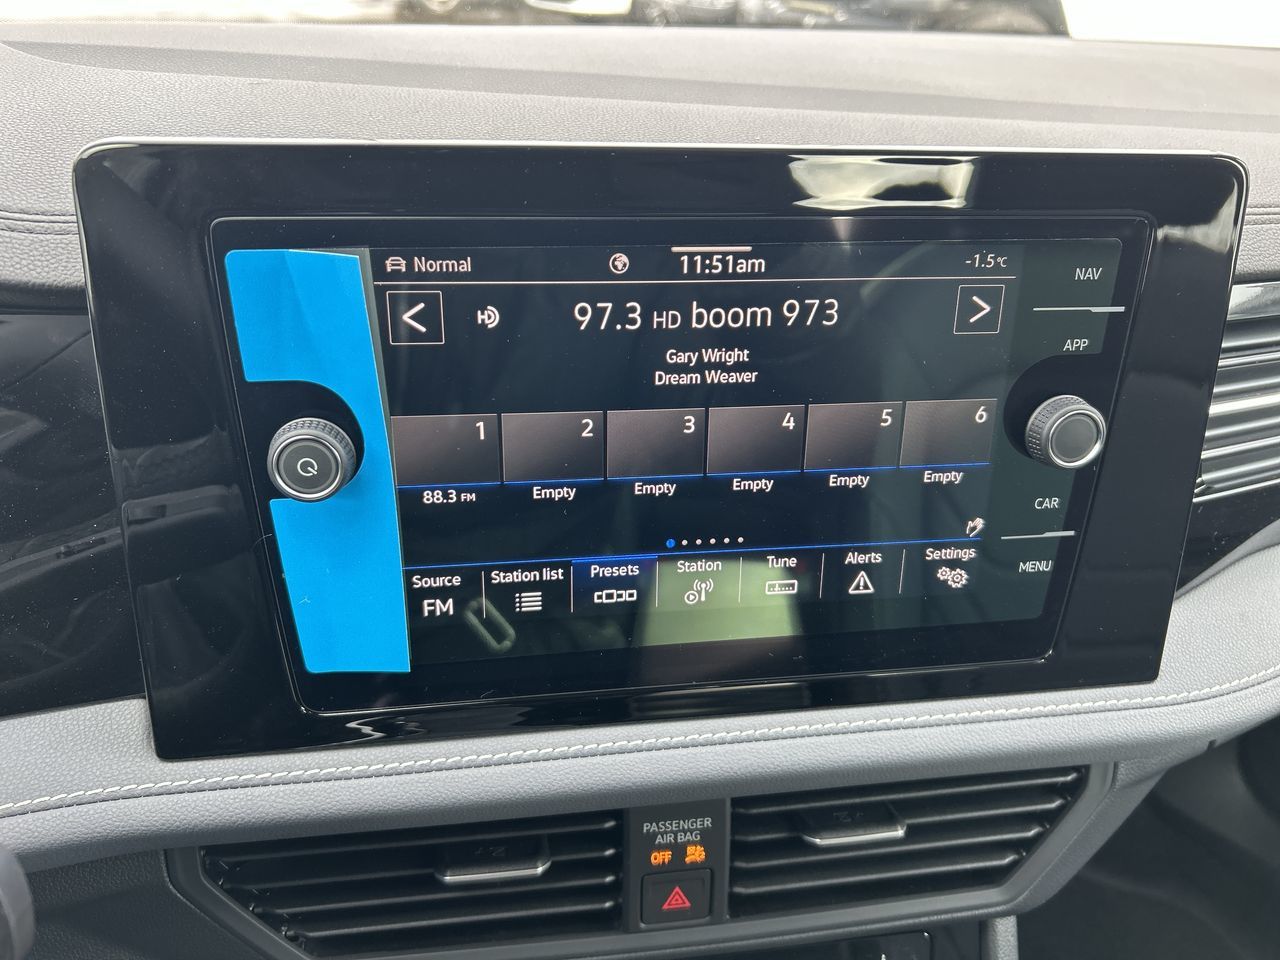 Normal 11:51am -1.5°C
NAV
97.3 HD boom 973
APP
Gary Wright
Dream Weaver
1 2 3 4 5 6
88.3 FM Empty Empty Empty Empty Empty
CAR
Source Station list Presets Station Tune Alerts Settings
FM
MENU
PASSENGER
AIR BAG
OFF